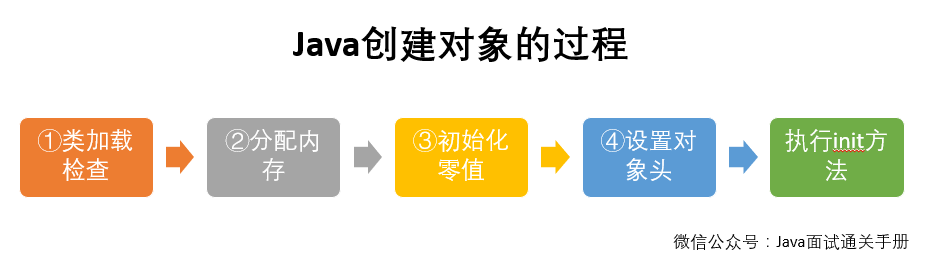 Java创建对象的过程
①类加载
检查
②分配内
存
③初始化
零值
④设置对
象头
执行init方
法
微信公众号：Java面试通关手册